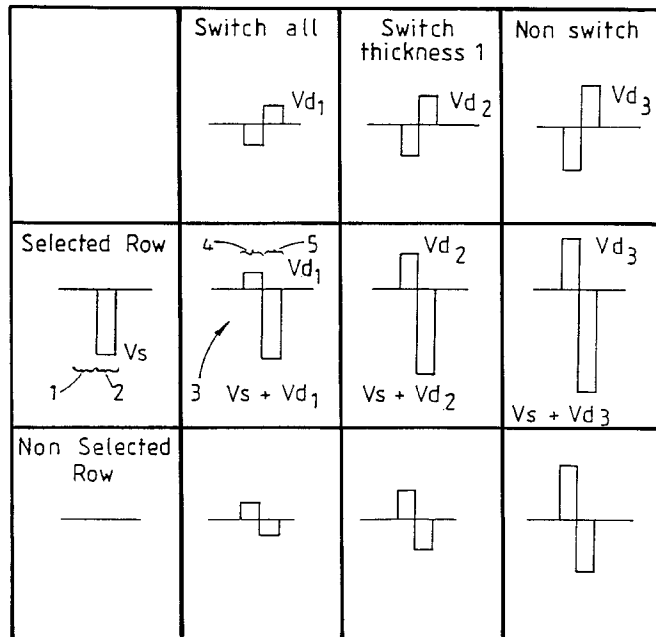 Switch all
Switch
thickness 1
Non switch
Vd1
Vd2
Vd3
Selected Row
Vs
1
2
4
5
Vd1
3
Vs + Vd1
Vd2
Vs + Vd2
Vd3
Vs + Vd3
Non Selected
Row